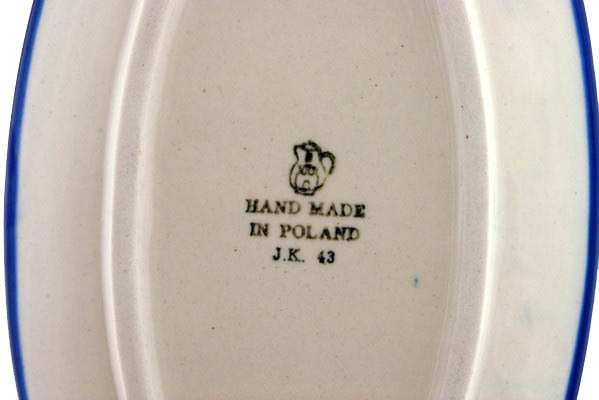 HAND MADE
IN POLAND
J.K. 43